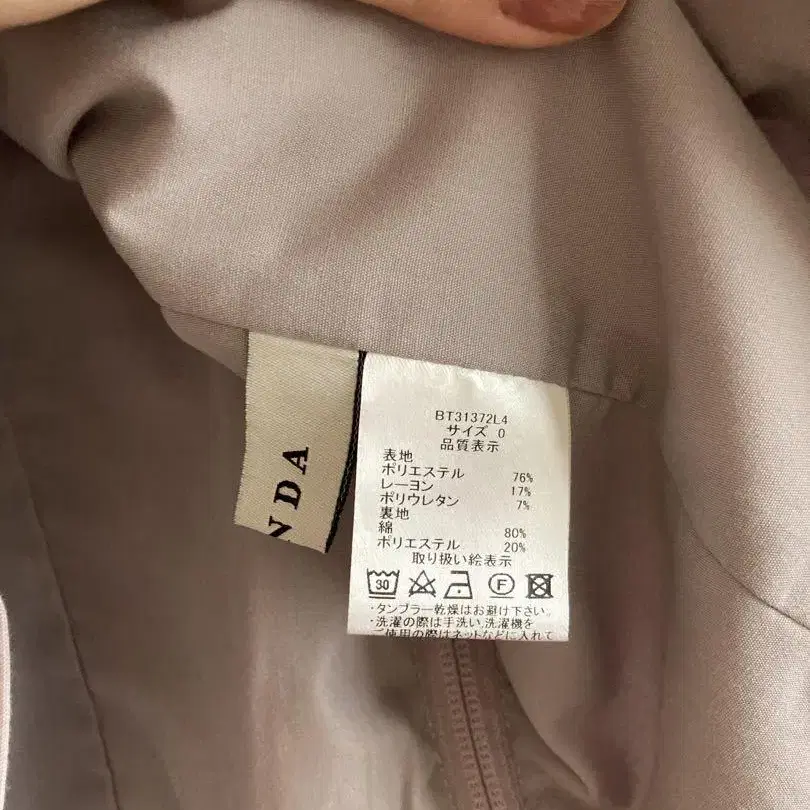 NDA
BT31372L4
サイズ 0
品質表示
表地
ポリエステル 76%
レーヨン 17%
ポリウレタン 7%
裏地
綿 80%
ポリエステル 20%
取り扱い絵表示
30 F
・タンブラー乾燥はお避け下さい。
・洗濯の際は手洗い,洗濯機を
ご使用の際はネットなどに入れて